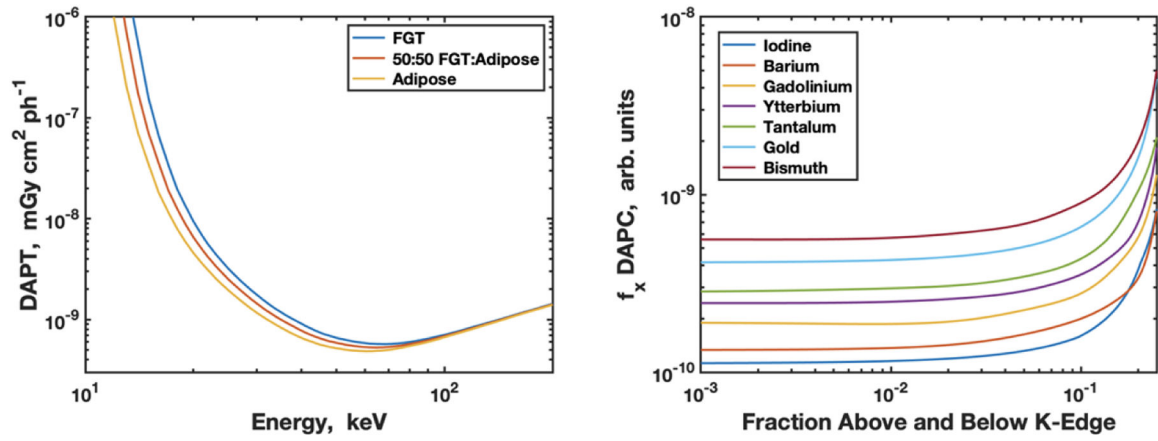 10^-6
10^-7
10^-8
10^-9
DAPT, mGy cm^2 ph^-1
FGT
50:50 FGT:Adipose
Adipose
10^1
10^2
Energy, keV
10^-8
10^-9
10^-10
f_x DAPC, arb. units
Iodine
Barium
Gadolinium
Ytterbium
Tantalum
Gold
Bismuth
10^-3
10^-2
10^-1
Fraction Above and Below K-Edge